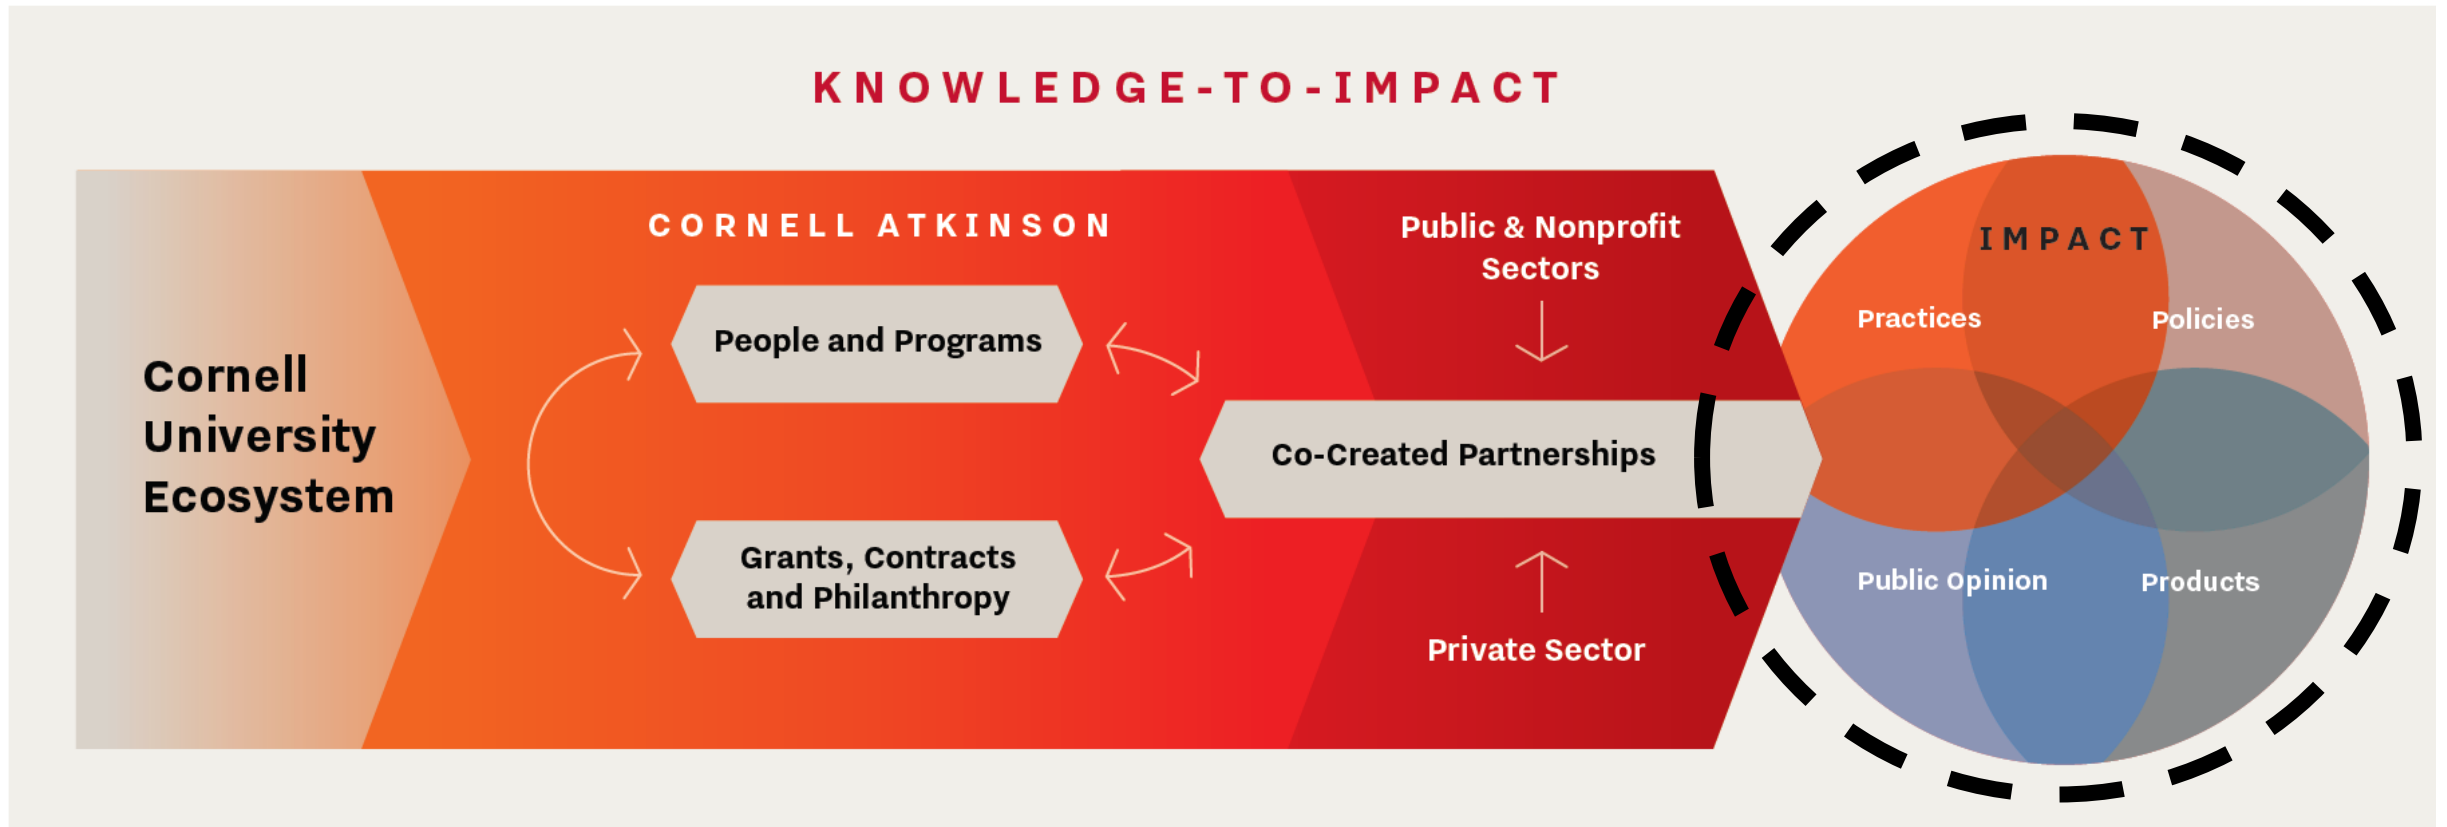 KNOWLEDGE-TO-IMPACT
Cornell
University
Ecosystem
CORNELL ATKINSON
People and Programs
Grants, Contracts
and Philanthropy
Public & Nonprofit
Sectors
Co-Created Partnerships
Private Sector
IMPACT
Practices
Policies
Public Opinion
Products